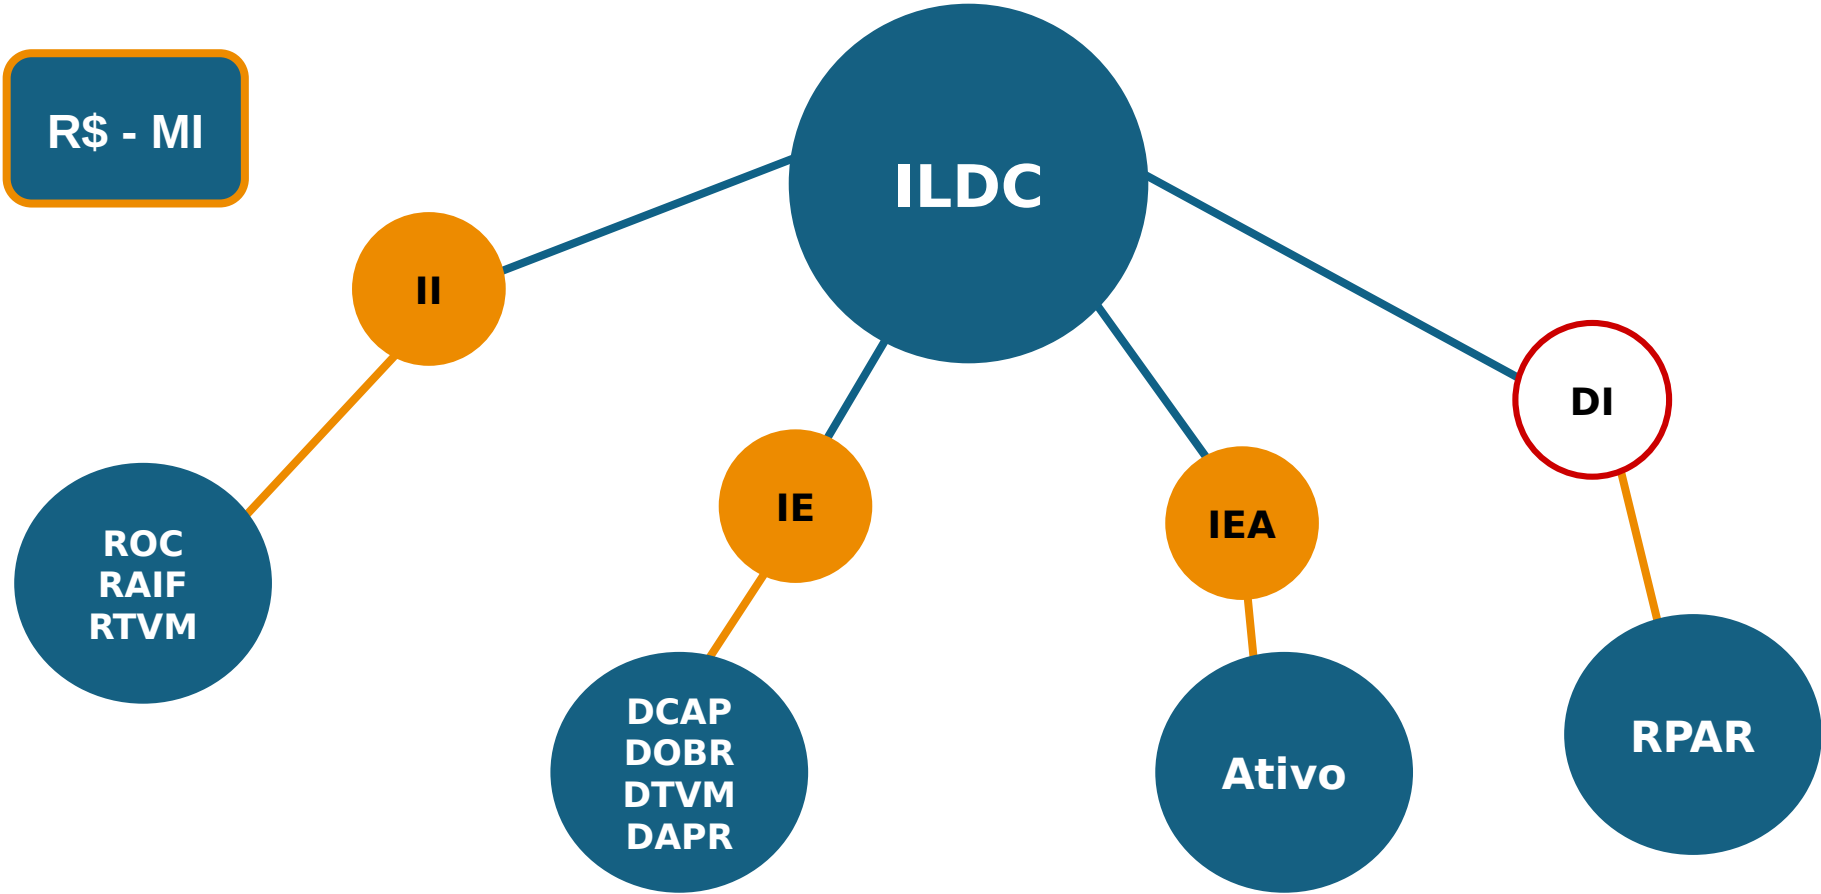 R$ - MI
ILDC
II
IE
IEA
DI
ROC
RAIF
RTVM
DCAP
DOBR
DTVM
DAPR
Ativo
RPAR